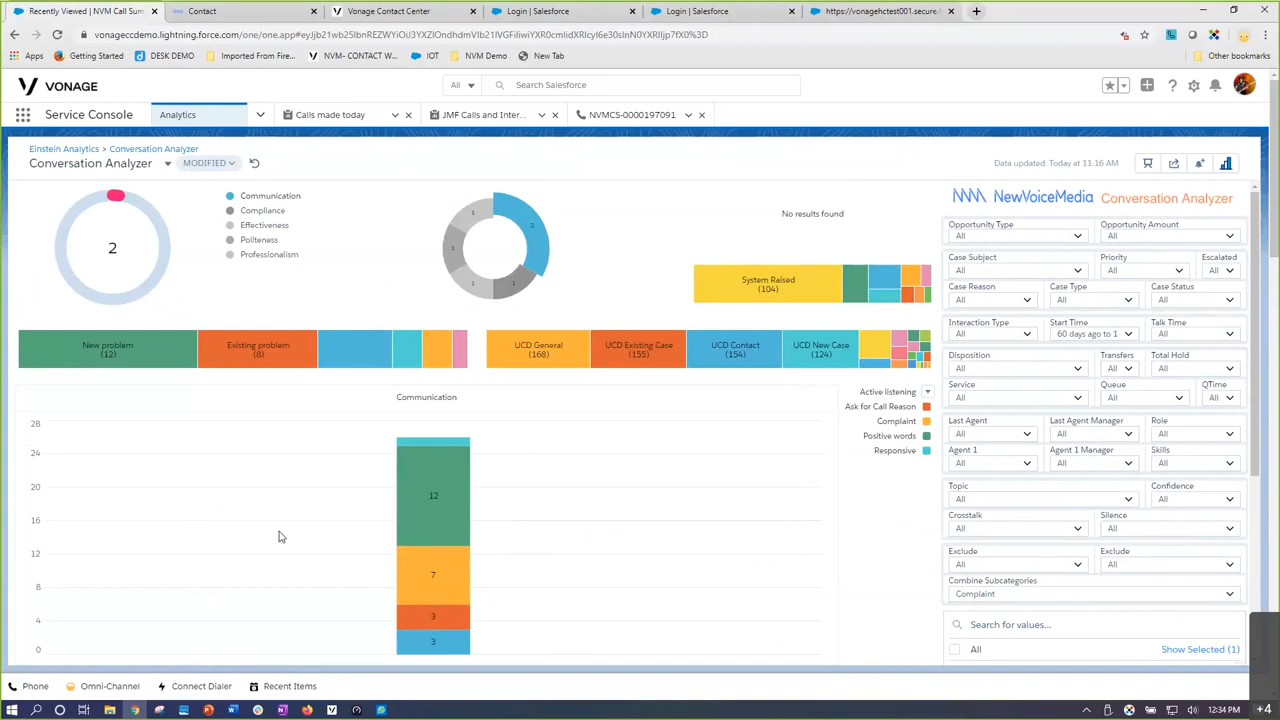 Recently Viewed | NVM Call Sum
Contact
Vonage Contact Center
Login | Salesforce
Login | Salesforce
https://vonagehctest001.secure.
Getting Started
DESK DEMO
Imported From Fire...
NVM- CONTACT W...
IOT
NVM Demo
New Tab
Other bookmarks
VONAGE
All
Search Salesforce
Service Console
Analytics
Calls made today
JMF Calls and Inter...
NVMCS-0000197091
Einstein Analytics > Conversation Analyzer
Conversation Analyzer
MODIFIED
Data updated: Today at 11:16 AM
2
Communication
Compliance
Effectiveness
Politeness
Professionalism
1
2
1
1
1
No results found
System Raised
(104)
New problem
(12)
Existing problem
(8)
UCD General
(168)
UCD Existing Case
(155)
UCD Contact
(154)
UCD New Case
(124)
Communication
28
24
20
16
12
8
4
0
12
7
3
3
Active listening
Ask for Call Reason
Complaint
Positive words
Responsive
NewVoiceMedia Conversation Analyzer
Opportunity Type
All
Opportunity Amount
All
Case Subject
All
Priority
All
Escalated
All
Case Reason
All
Case Type
All
Case Status
All
Interaction Type
All
Start Time
60 days ago to 1
Talk Time
All
Disposition
All
Transfers
All
Total Hold
All
Service
All
Queue
All
QTime
All
Last Agent
All
Last Agent Manager
All
Role
All
Agent 1
All
Agent 1 Manager
All
Skills
All
Topic
All
Confidence
All
Crosstalk
All
Silence
All
Exclude
All
Exclude
All
Combine Subcategories
Complaint
Search for values...
All
Show Selected (1)
Phone
Omni-Channel
Connect Dialer
Recent Items
12:34 PM
+4